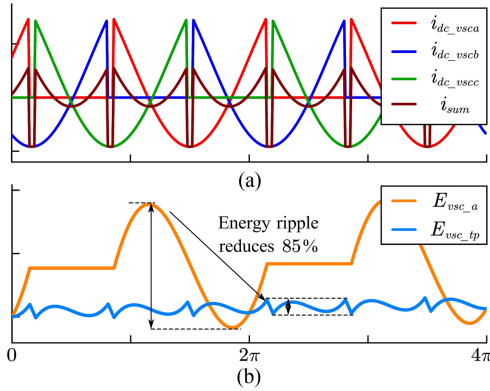 i_dc_vsca
i_dc_vscb
i_dc_vscc
i_sum
(a)
E_vsc_a
E_vsc_tp
Energy ripple
reduces 85%
0
2π
4π
(b)